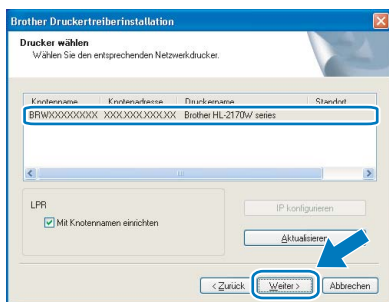 Brother Druckertreiberinstallation
Drucker wählen
Wählen Sie den entsprechenden Netzwerkdrucker.
Knotenname Knotenadresse Druckername Standort
BRWXXXXXXXXX XXX.XXX.XXX.XX Brother HL-2170W series
LPR
Mit Knotennamen einrichten
IP konfigurieren
Aktualisieren
< Zurück Weiter > Abbrechen